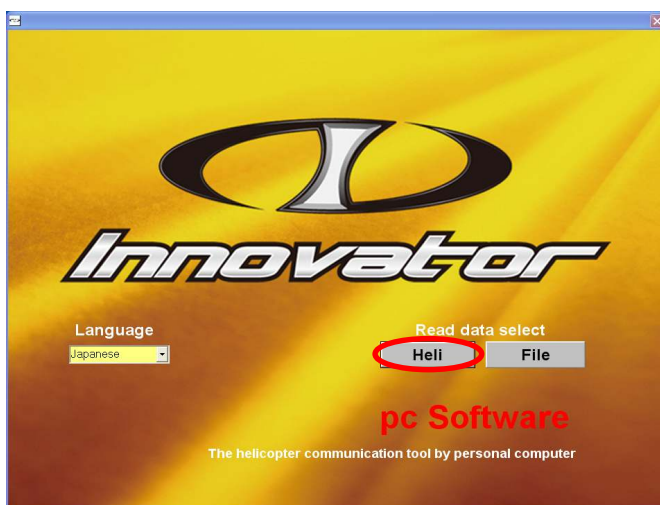 Innovator
Language
Read data select
Japanese
Heli
File
pc Software
The helicopter communication tool by personal computer